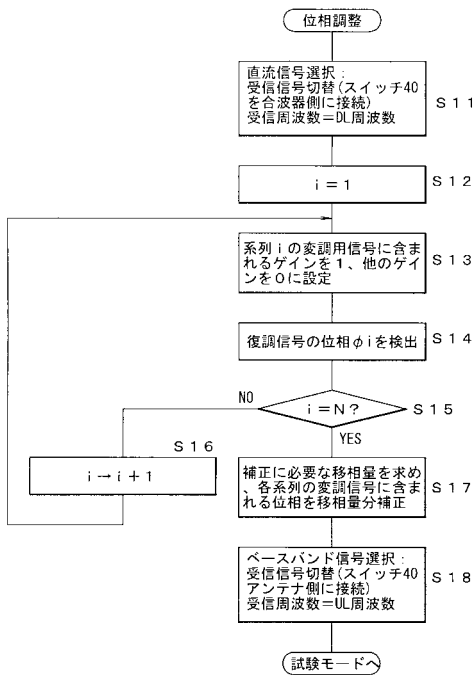 位相調整
直流信号選択：
受信信号切替(スイッチ40
を合波器側に接続)
受信周波数＝DL周波数
S11
i＝1
S12
系列iの変調用信号に含ま
れるゲインを1、他のゲイ
ンを0に設定
S13
復調信号の位相φiを検出
S14
i＝N？
S15
NO
YES
S16
i→i＋1
補正に必要な移相量を求め
、各系列の変調信号に含ま
れる位相を移相量分補正
S17
ベースバンド信号選択：
受信信号切替(スイッチ40
アンテナ側に接続)
受信周波数＝UL周波数
S18
試験モードへ